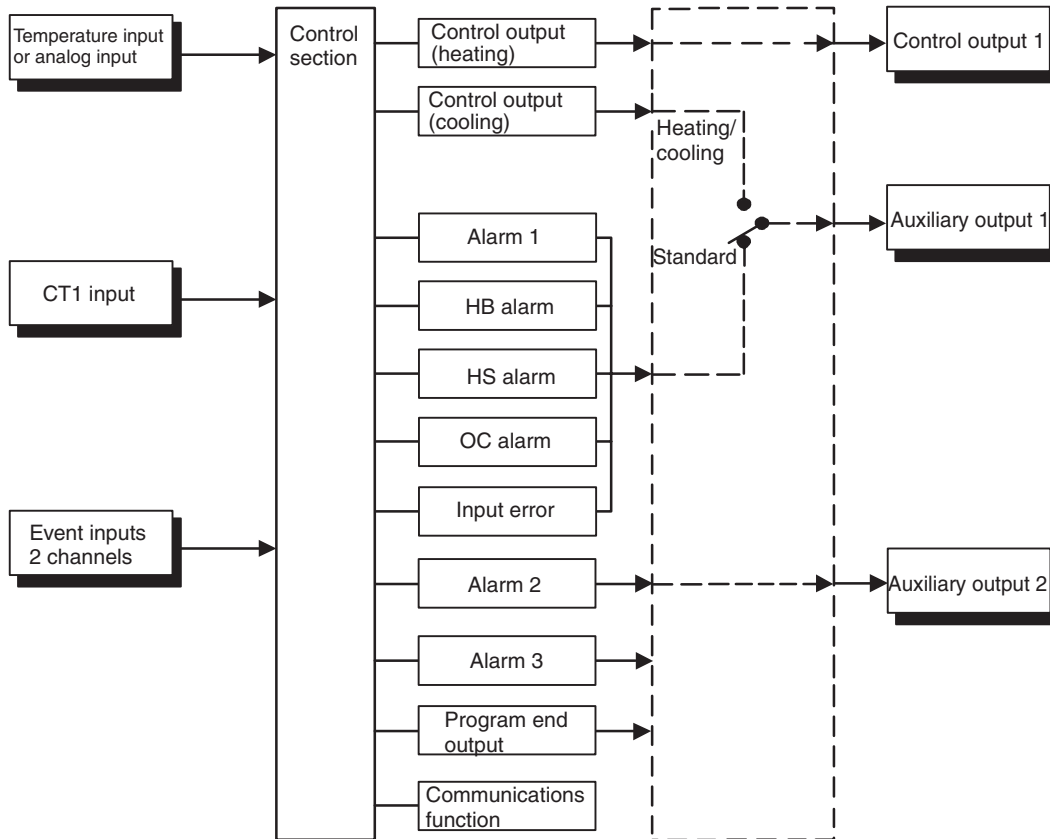 Temperature input
or analog input
CT1 input
Event inputs
2 channels
Control
section
Control output
(heating)
Control output
(cooling)
Alarm 1
HB alarm
HS alarm
OC alarm
Input error
Alarm 2
Alarm 3
Program end
output
Communications
function
Heating/
cooling
Standard
Control output 1
Auxiliary output 1
Auxiliary output 2